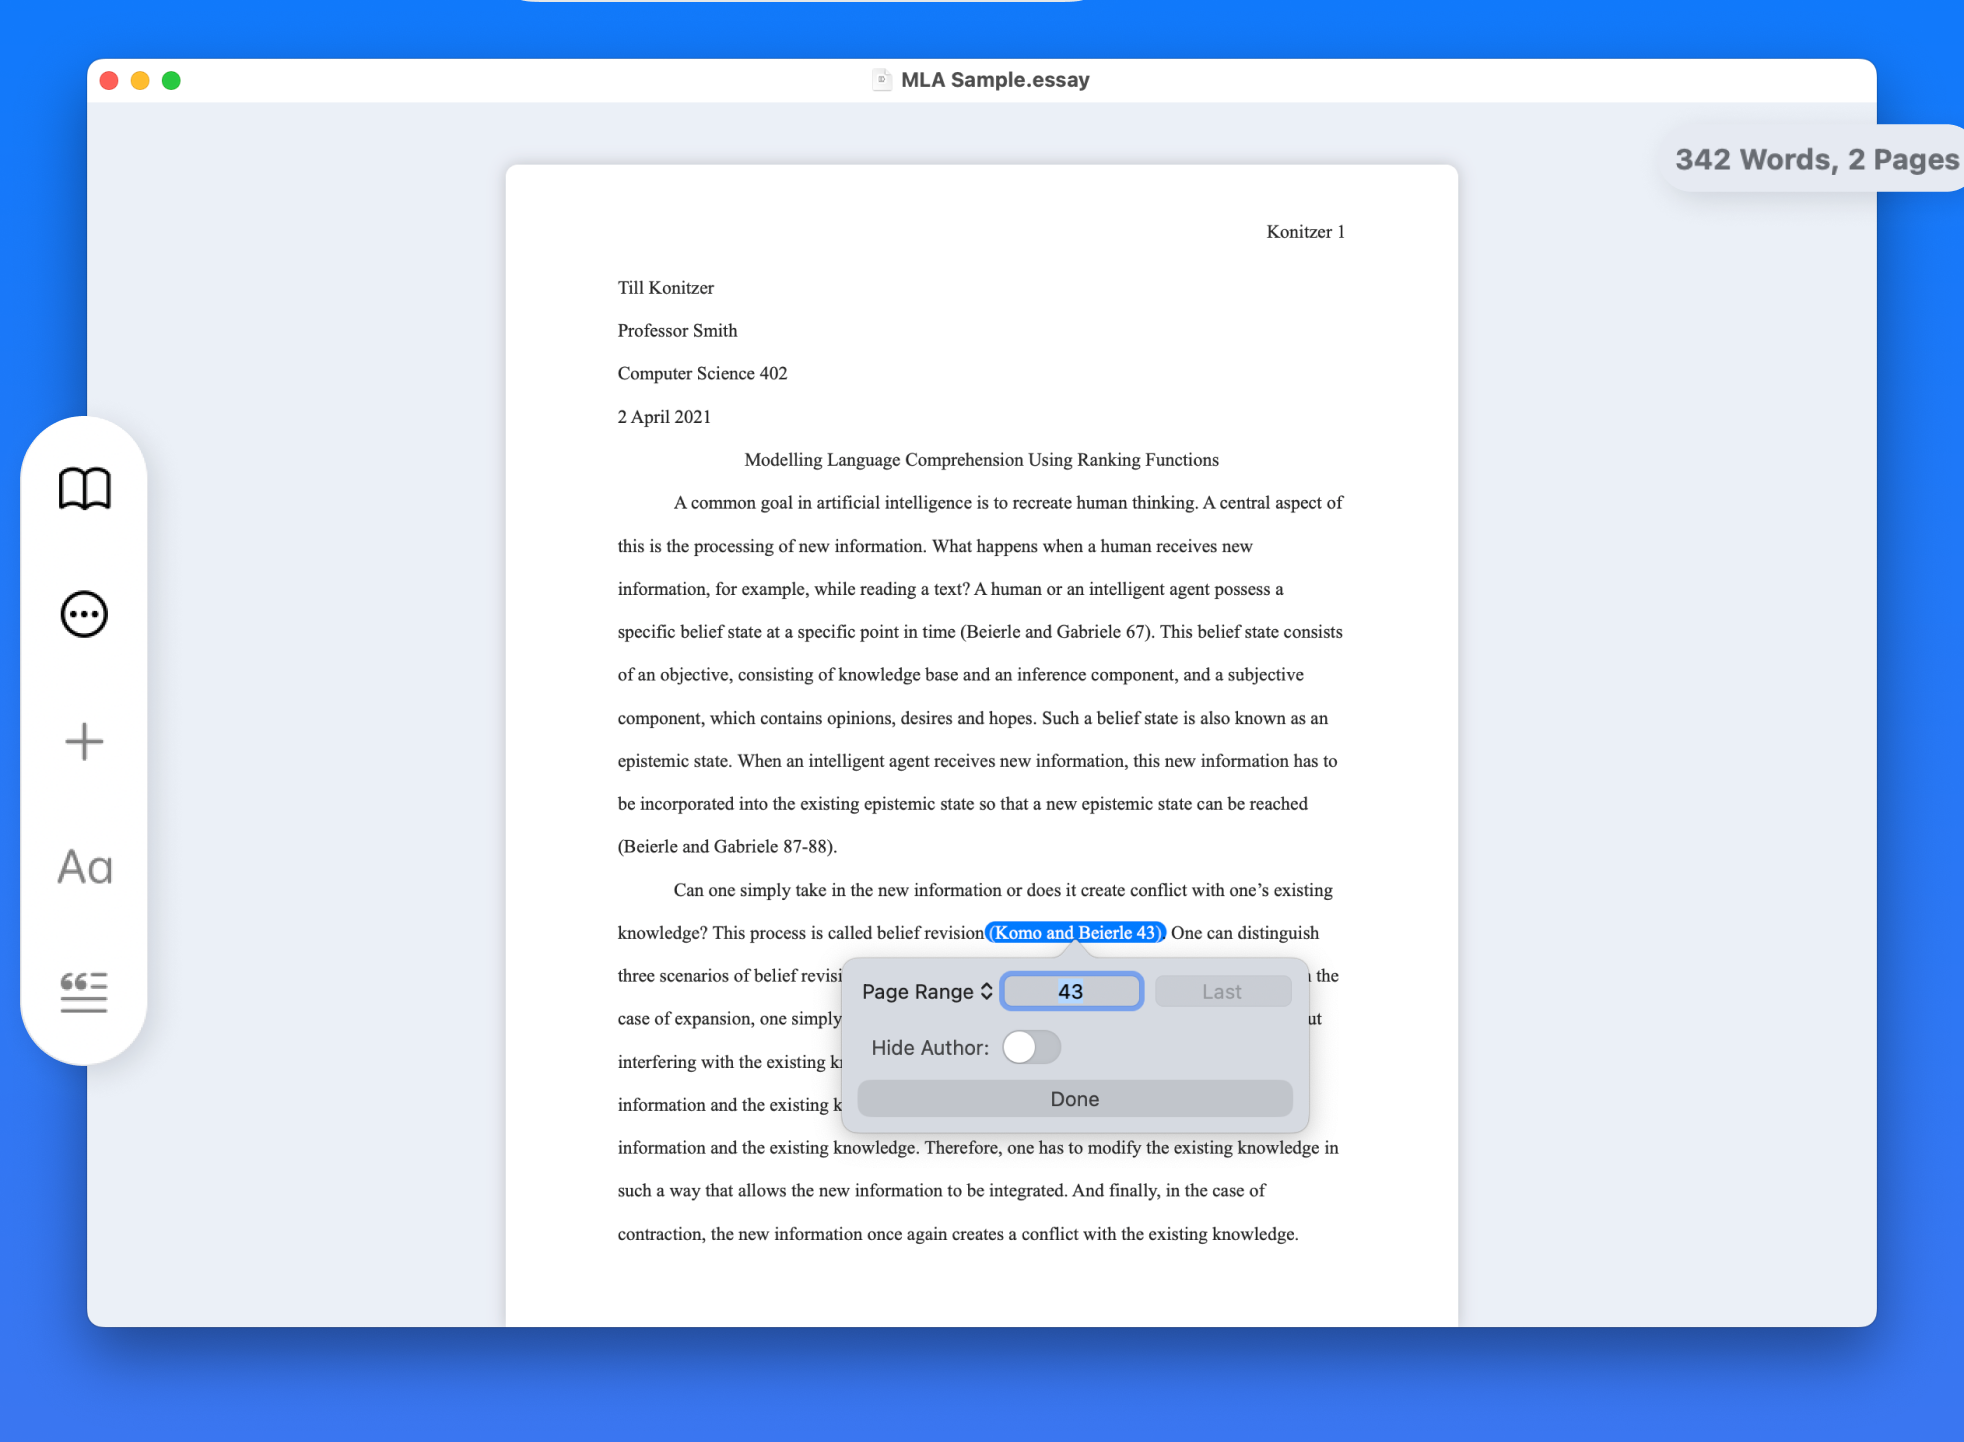 MLA Sample.essay
342 Words, 2 Pages
Konitzer 1
Till Konitzer
Professor Smith
Computer Science 402
2 April 2021
Modelling Language Comprehension Using Ranking Functions
A common goal in artificial intelligence is to recreate human thinking. A central aspect of
this is the processing of new information. What happens when a human receives new
information, for example, while reading a text? A human or an intelligent agent possess a
specific belief state at a specific point in time (Beierle and Gabriele 67). This belief state consists
of an objective, consisting of knowledge base and an inference component, and a subjective
component, which contains opinions, desires and hopes. Such a belief state is also known as an
epistemic state. When an intelligent agent receives new information, this new information has to
be incorporated into the existing epistemic state so that a new epistemic state can be reached
(Beierle and Gabriele 87-88).
Can one simply take in the new information or does it create conflict with one’s existing
knowledge? This process is called belief revision (Komo and Beierle 43) One can distinguish
three scenarios of belief the
case of expansion, one simply
interfering with the existing
information and the existing
information and the existing knowledge. Therefore, one has to modify the existing knowledge in
such a way that allows the new information to be integrated. And finally, in the case of
contraction, the new information once again creates a conflict with the existing knowledge.
Page Range 43 Last
Hide Author:
Done
Aa